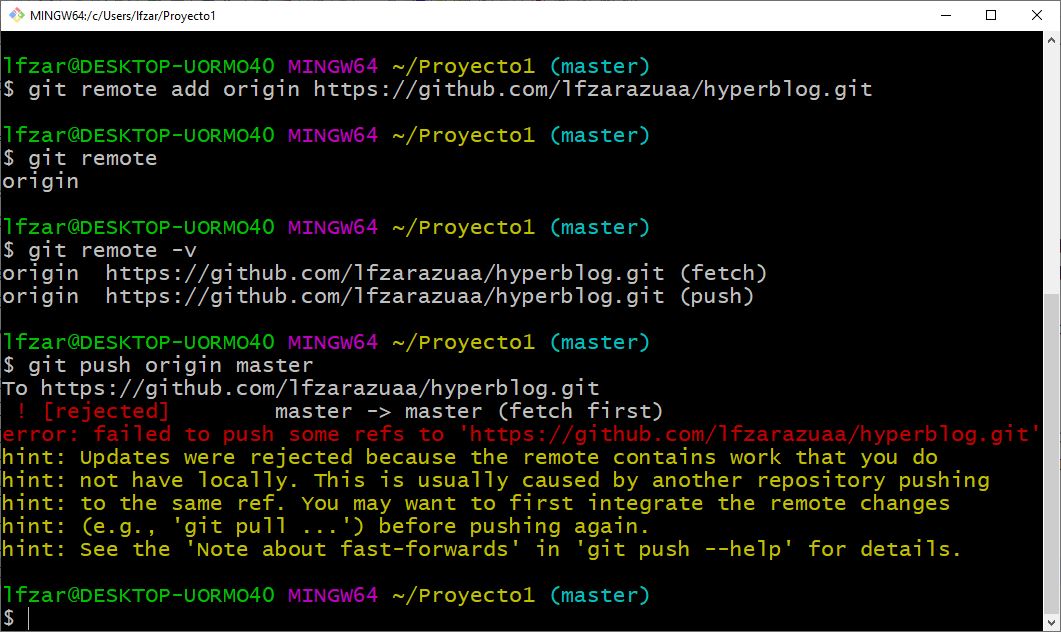 MINGW64:/c/Users/lfzar/Proyecto1
lfzar@DESKTOP-UORMO40 MINGW64 ~/Proyecto1 (master)
$ git remote add origin https://github.com/lfzarazuaa/hyperblog.git
lfzar@DESKTOP-UORMO40 MINGW64 ~/Proyecto1 (master)
$ git remote
origin
lfzar@DESKTOP-UORMO40 MINGW64 ~/Proyecto1 (master)
$ git remote -v
origin  https://github.com/lfzarazuaa/hyperblog.git (fetch)
origin  https://github.com/lfzarazuaa/hyperblog.git (push)
lfzar@DESKTOP-UORMO40 MINGW64 ~/Proyecto1 (master)
$ git push origin master
To https://github.com/lfzarazuaa/hyperblog.git
 ! [rejected]        master -> master (fetch first)
error: failed to push some refs to 'https://github.com/lfzarazuaa/hyperblog.git'
hint: Updates were rejected because the remote contains work that you do
hint: not have locally. This is usually caused by another repository pushing
hint: to the same ref. You may want to first integrate the remote changes
hint: (e.g., 'git pull ...') before pushing again.
hint: See the 'Note about fast-forwards' in 'git push --help' for details.
lfzar@DESKTOP-UORMO40 MINGW64 ~/Proyecto1 (master)
$